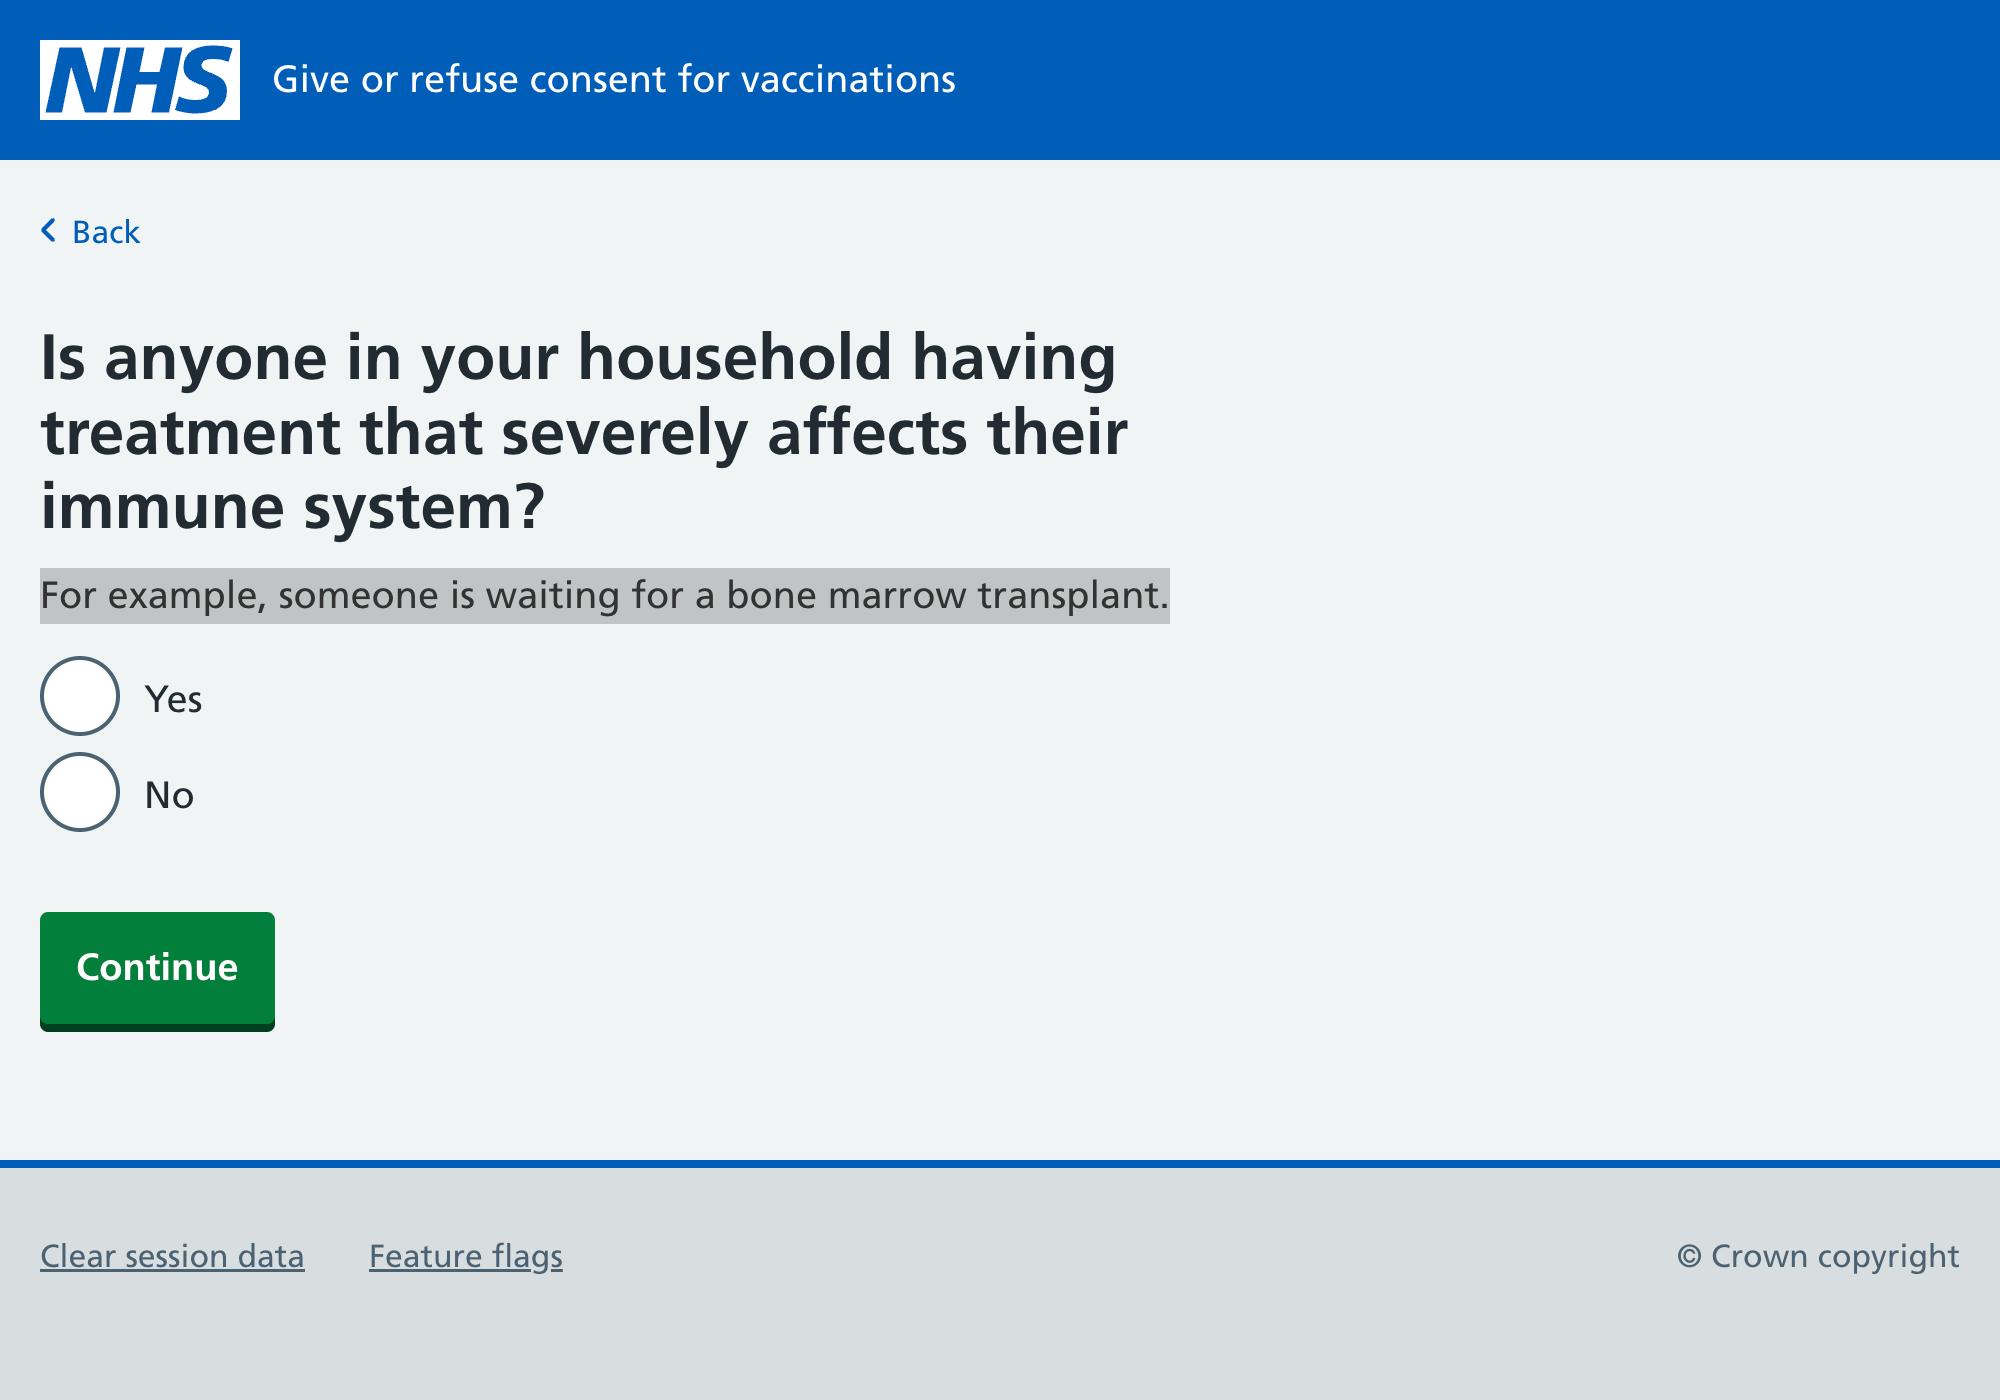 NHS
Give or refuse consent for vaccinations
Back
Is anyone in your household having
treatment that severely affects their
immune system?
For example, someone is waiting for a bone marrow transplant.
Yes
No
Continue
Clear session data
Feature flags
© Crown copyright